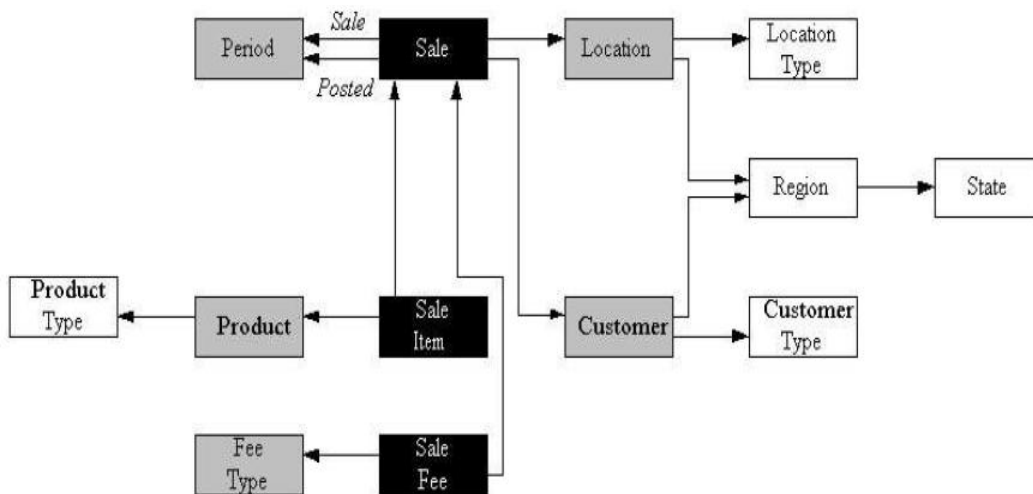 Sale
Period
Sale
Location
Location
Type
Posted
Region
State
Product
Type
Product
Sale
Item
Customer
Customer
Type
Fee
Type
Sale
Fee